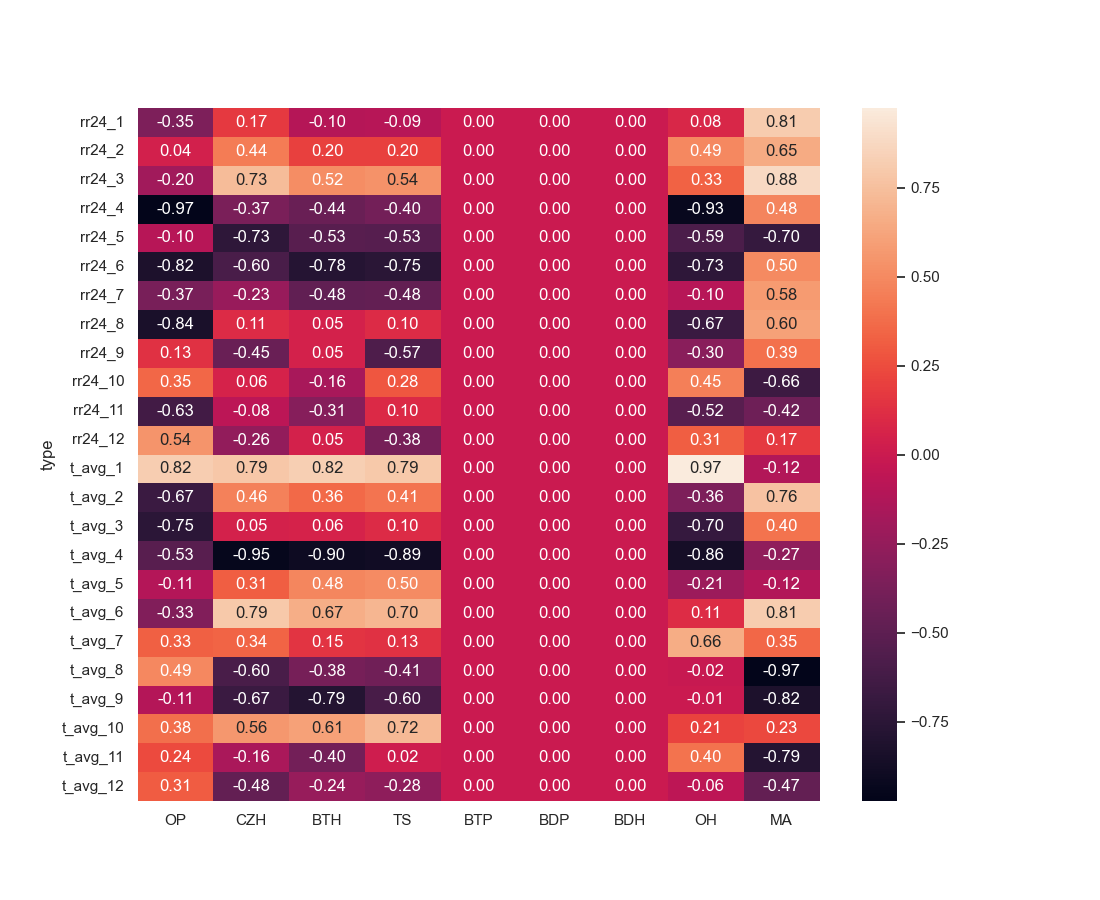 rr24_1 -0.35 0.17 -0.10 -0.09 0.00 0.00 0.00 0.08 0.81
rr24_2 0.04 0.44 0.20 0.20 0.00 0.00 0.00 0.49 0.65
rr24_3 -0.20 0.73 0.52 0.54 0.00 0.00 0.00 0.33 0.88
0.75
rr24_4 -0.97 -0.37 -0.44 -0.40 0.00 0.00 0.00 -0.93 0.48
rr24_5 -0.10 -0.73 -0.53 -0.53 0.00 0.00 0.00 -0.59 -0.70
rr24_6 -0.82 -0.60 -0.78 -0.75 0.00 0.00 0.00 -0.73 0.50
0.50
rr24_7 -0.37 -0.23 -0.48 -0.48 0.00 0.00 0.00 -0.10 0.58
rr24_8 -0.84 0.11 0.05 0.10 0.00 0.00 0.00 -0.67 0.60
rr24_9 0.13 -0.45 0.05 -0.57 0.00 0.00 0.00 -0.30 0.39
0.25
rr24_10 0.35 0.06 -0.16 0.28 0.00 0.00 0.00 0.45 -0.66
rr24_11 -0.63 -0.08 -0.31 0.10 0.00 0.00 0.00 -0.52 -0.42
rr24_12 0.54 -0.26 0.05 -0.38 0.00 0.00 0.00 0.31 0.17
type
0.00
t_avg_1 0.82 0.79 0.82 0.79 0.00 0.00 0.00 0.97 -0.12
t_avg_2 -0.67 0.46 0.36 0.41 0.00 0.00 0.00 -0.36 0.76
t_avg_3 -0.75 0.05 0.06 0.10 0.00 0.00 0.00 -0.70 0.40
−0.25
t_avg_4 -0.53 -0.95 -0.90 -0.89 0.00 0.00 0.00 -0.86 -0.27
t_avg_5 -0.11 0.31 0.48 0.50 0.00 0.00 0.00 -0.21 -0.12
t_avg_6 -0.33 0.79 0.67 0.70 0.00 0.00 0.00 0.11 0.81
−0.50
t_avg_7 0.33 0.34 0.15 0.13 0.00 0.00 0.00 0.66 0.35
t_avg_8 0.49 -0.60 -0.38 -0.41 0.00 0.00 0.00 -0.02 -0.97
t_avg_9 -0.11 -0.67 -0.79 -0.60 0.00 0.00 0.00 -0.01 -0.82
−0.75
t_avg_10 0.38 0.56 0.61 0.72 0.00 0.00 0.00 0.21 0.23
t_avg_11 0.24 -0.16 -0.40 0.02 0.00 0.00 0.00 0.40 -0.79
t_avg_12 0.31 -0.48 -0.24 -0.28 0.00 0.00 0.00 -0.06 -0.47
OP CZH BTH TS BTP BDP BDH OH MA